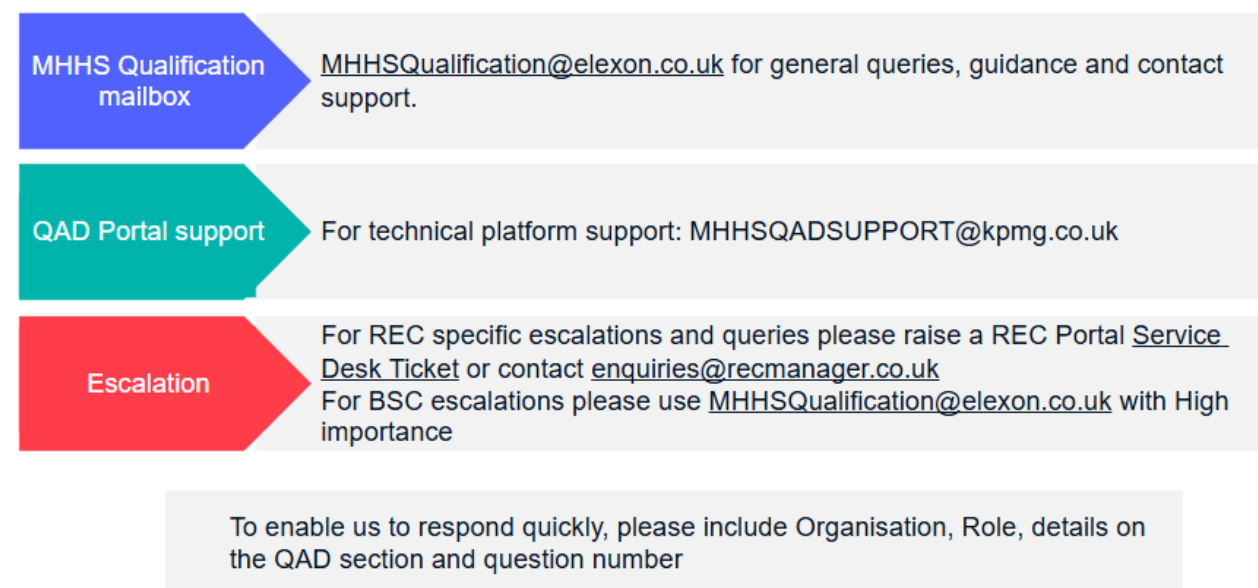 MHHS Qualification
mailbox
MHHSQualification@elexon.co.uk for general queries, guidance and contact
support.
QAD Portal support
For technical platform support: MHHSQADSUPPORT@kpmg.co.uk
Escalation
For REC specific escalations and queries please raise a REC Portal Service
Desk Ticket or contact enquiries@recmanager.co.uk
For BSC escalations please use MHHSQualification@elexon.co.uk with High
importance
To enable us to respond quickly, please include Organisation, Role, details on
the QAD section and question number